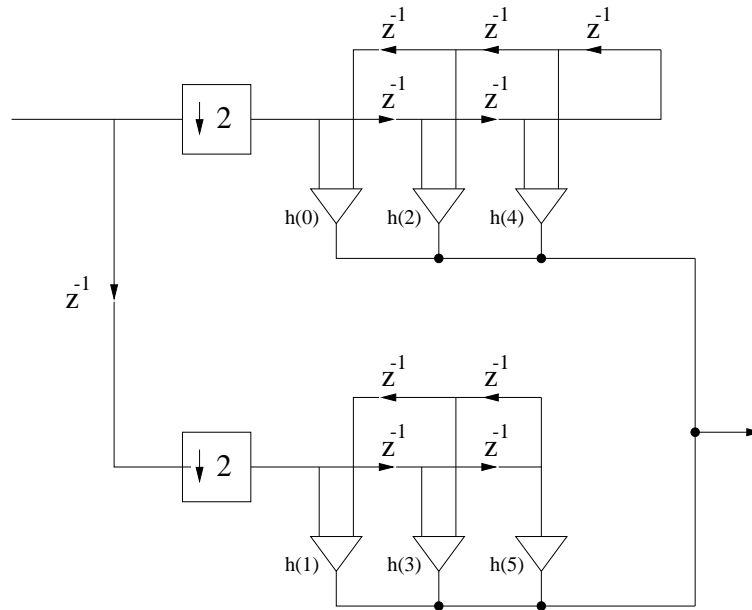 z⁻¹ z⁻¹ z⁻¹
2 z⁻¹ z⁻¹
h(0) h(2) h(4)
z⁻¹
z⁻¹ z⁻¹
2 z⁻¹ z⁻¹
h(1) h(3) h(5)